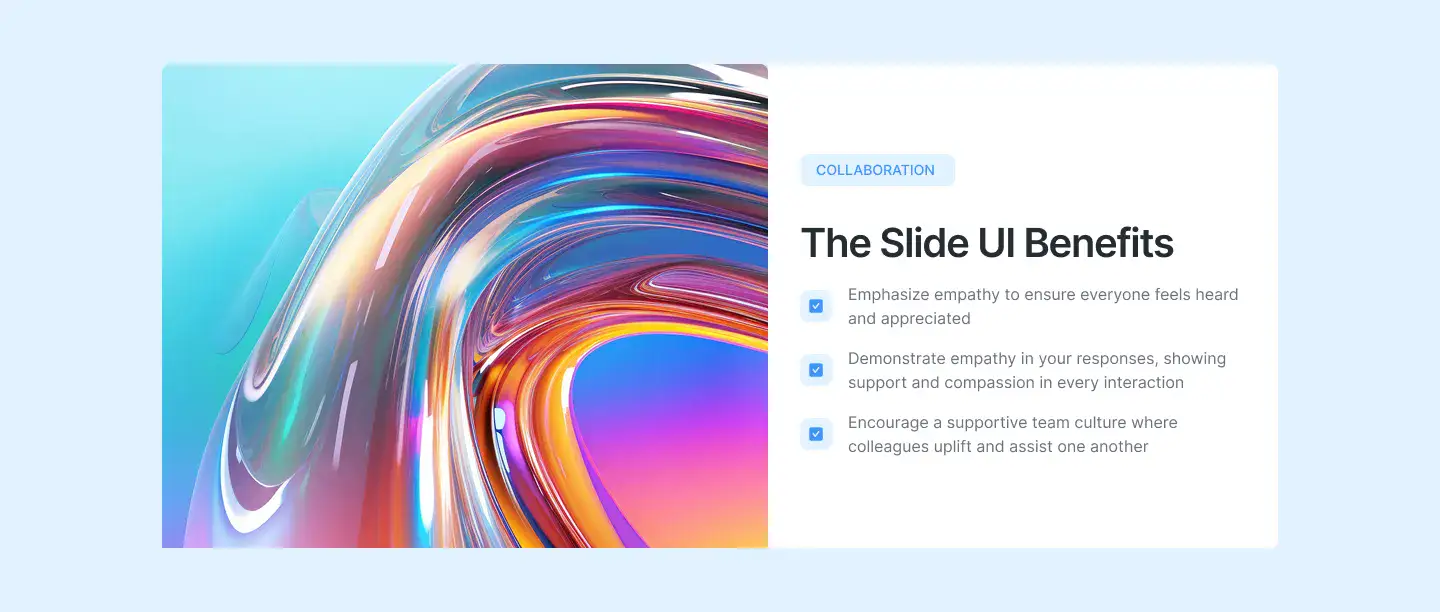 COLLABORATION
The Slide UI Benefits
Emphasize empathy to ensure everyone feels heard
and appreciated
Demonstrate empathy in your responses, showing
support and compassion in every interaction
Encourage a supportive team culture where
colleagues uplift and assist one another